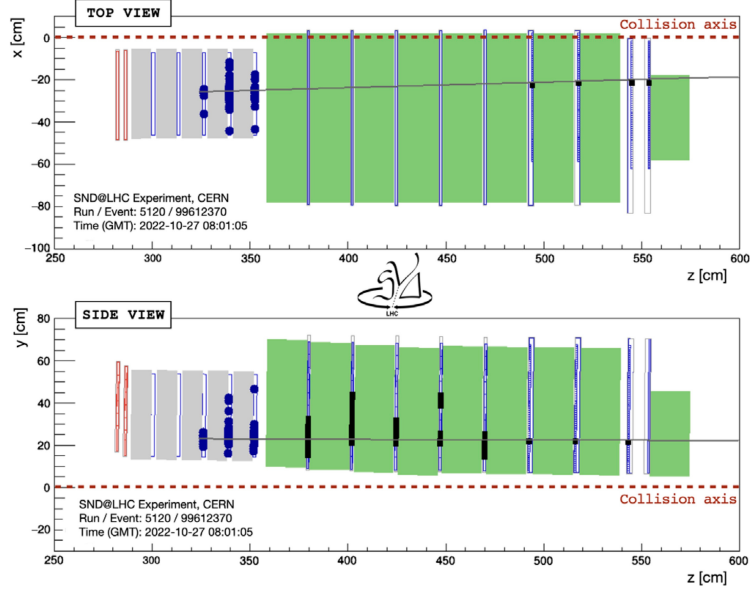 TOP VIEW
x [cm]
0
−20
−40
−60
−80
−100
Collision axis
SND@LHC Experiment, CERN
Run / Event: 5120 / 99612370
Time (GMT): 2022-10-27 08:01:05
250 300 350 400 450 500 550 600
z [cm]
LHC
SIDE VIEW
y [cm]
80
60
40
20
0
−20
Collision axis
SND@LHC Experiment, CERN
Run / Event: 5120 / 99612370
Time (GMT): 2022-10-27 08:01:05
250 300 350 400 450 500 550 600
z [cm]